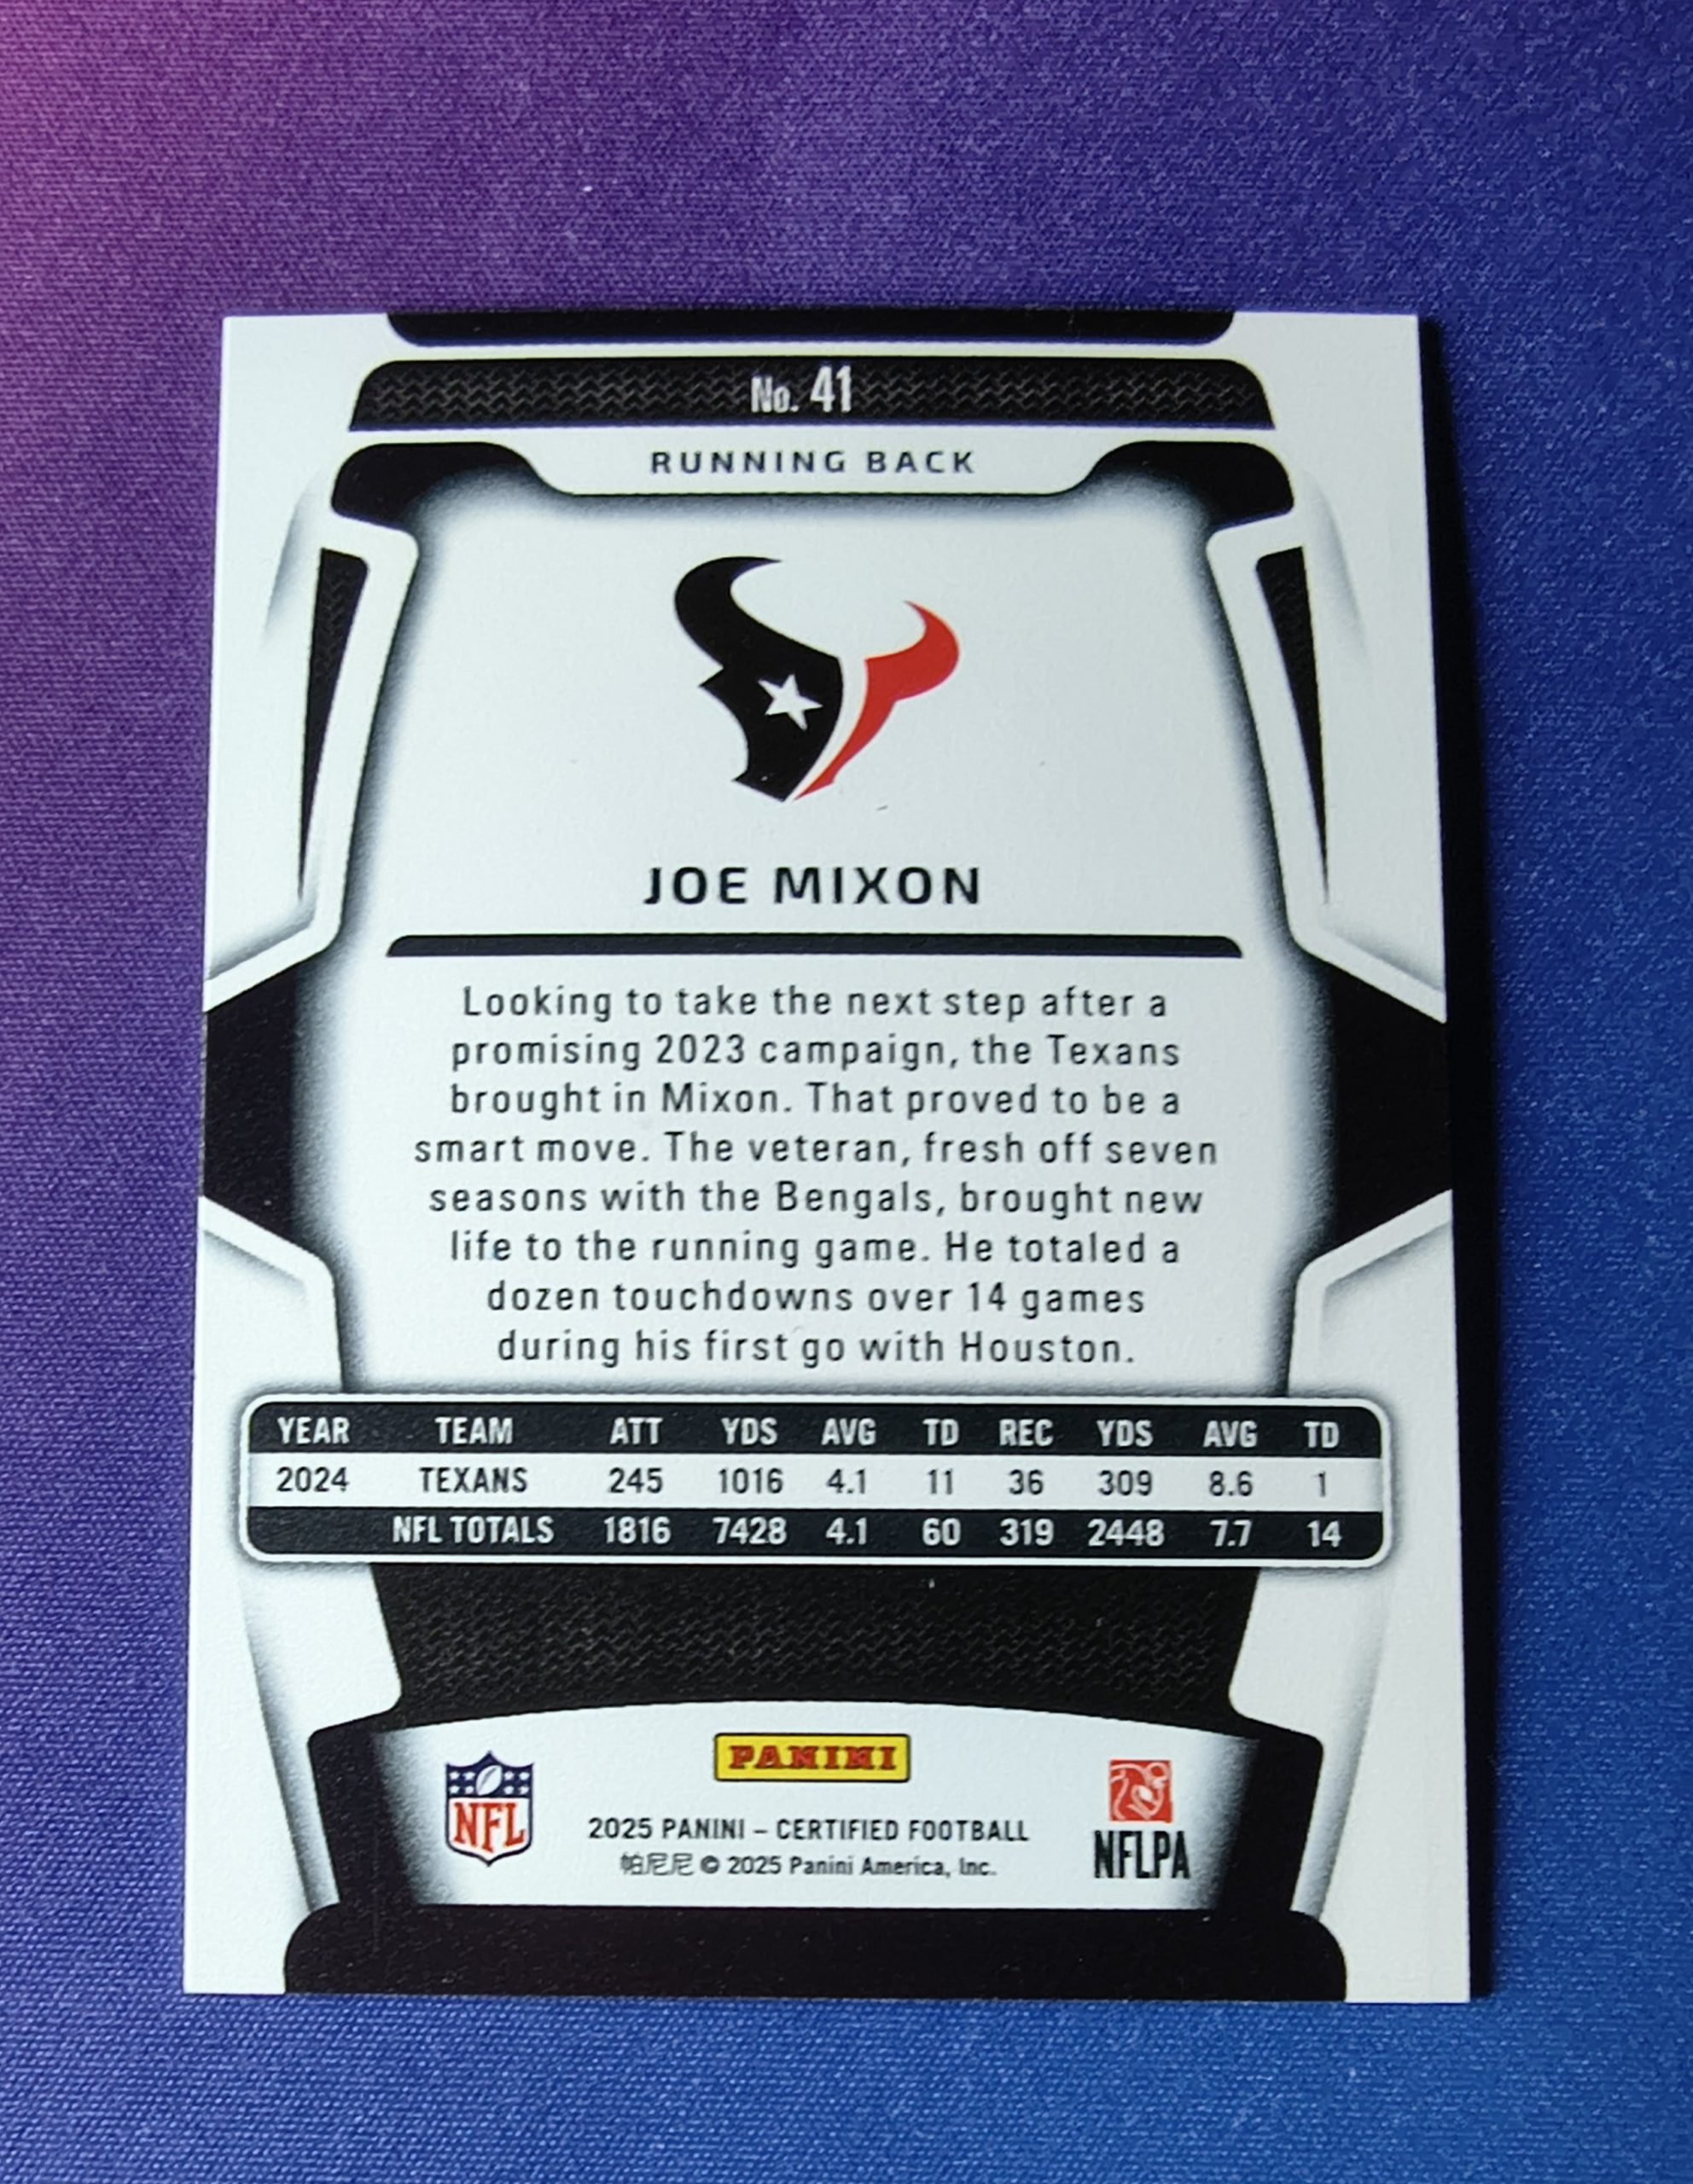 No. 41
RUNNING BACK
JOE MIXON
Looking to take the next step after a
promising 2023 campaign, the Texans
brought in Mixon. That proved to be a
smart move. The veteran, fresh off seven
seasons with the Bengals, brought new
life to the running game. He totaled a
dozen touchdowns over 14 games
during his first go with Houston.
YEAR TEAM ATT YDS AVG TD REC YDS AVG TD
2024 TEXANS 245 1016 4.1 11 36 309 8.6 1
NFL TOTALS 1816 7428 4.1 60 319 2448 7.7 14
PANINI
NFL
2025 PANINI – CERTIFIED FOOTBALL
帕尼尼 © 2025 Panini America, Inc.
NFLPA